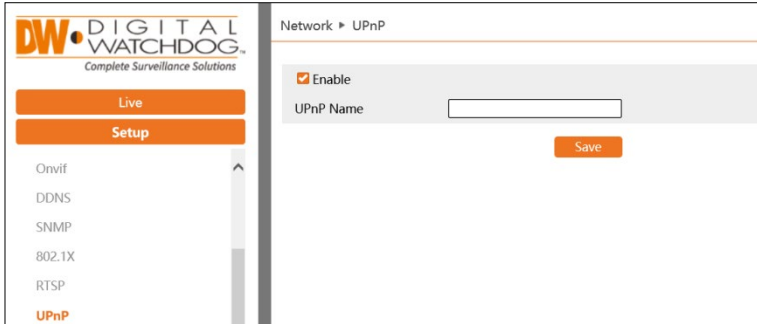 DW DIGITAL
WATCHDOG™
Complete Surveillance Solutions
Live
Setup
Onvif
DDNS
SNMP
802.1X
RTSP
UPnP
Network ▶ UPnP
Enable
UPnP Name
Save